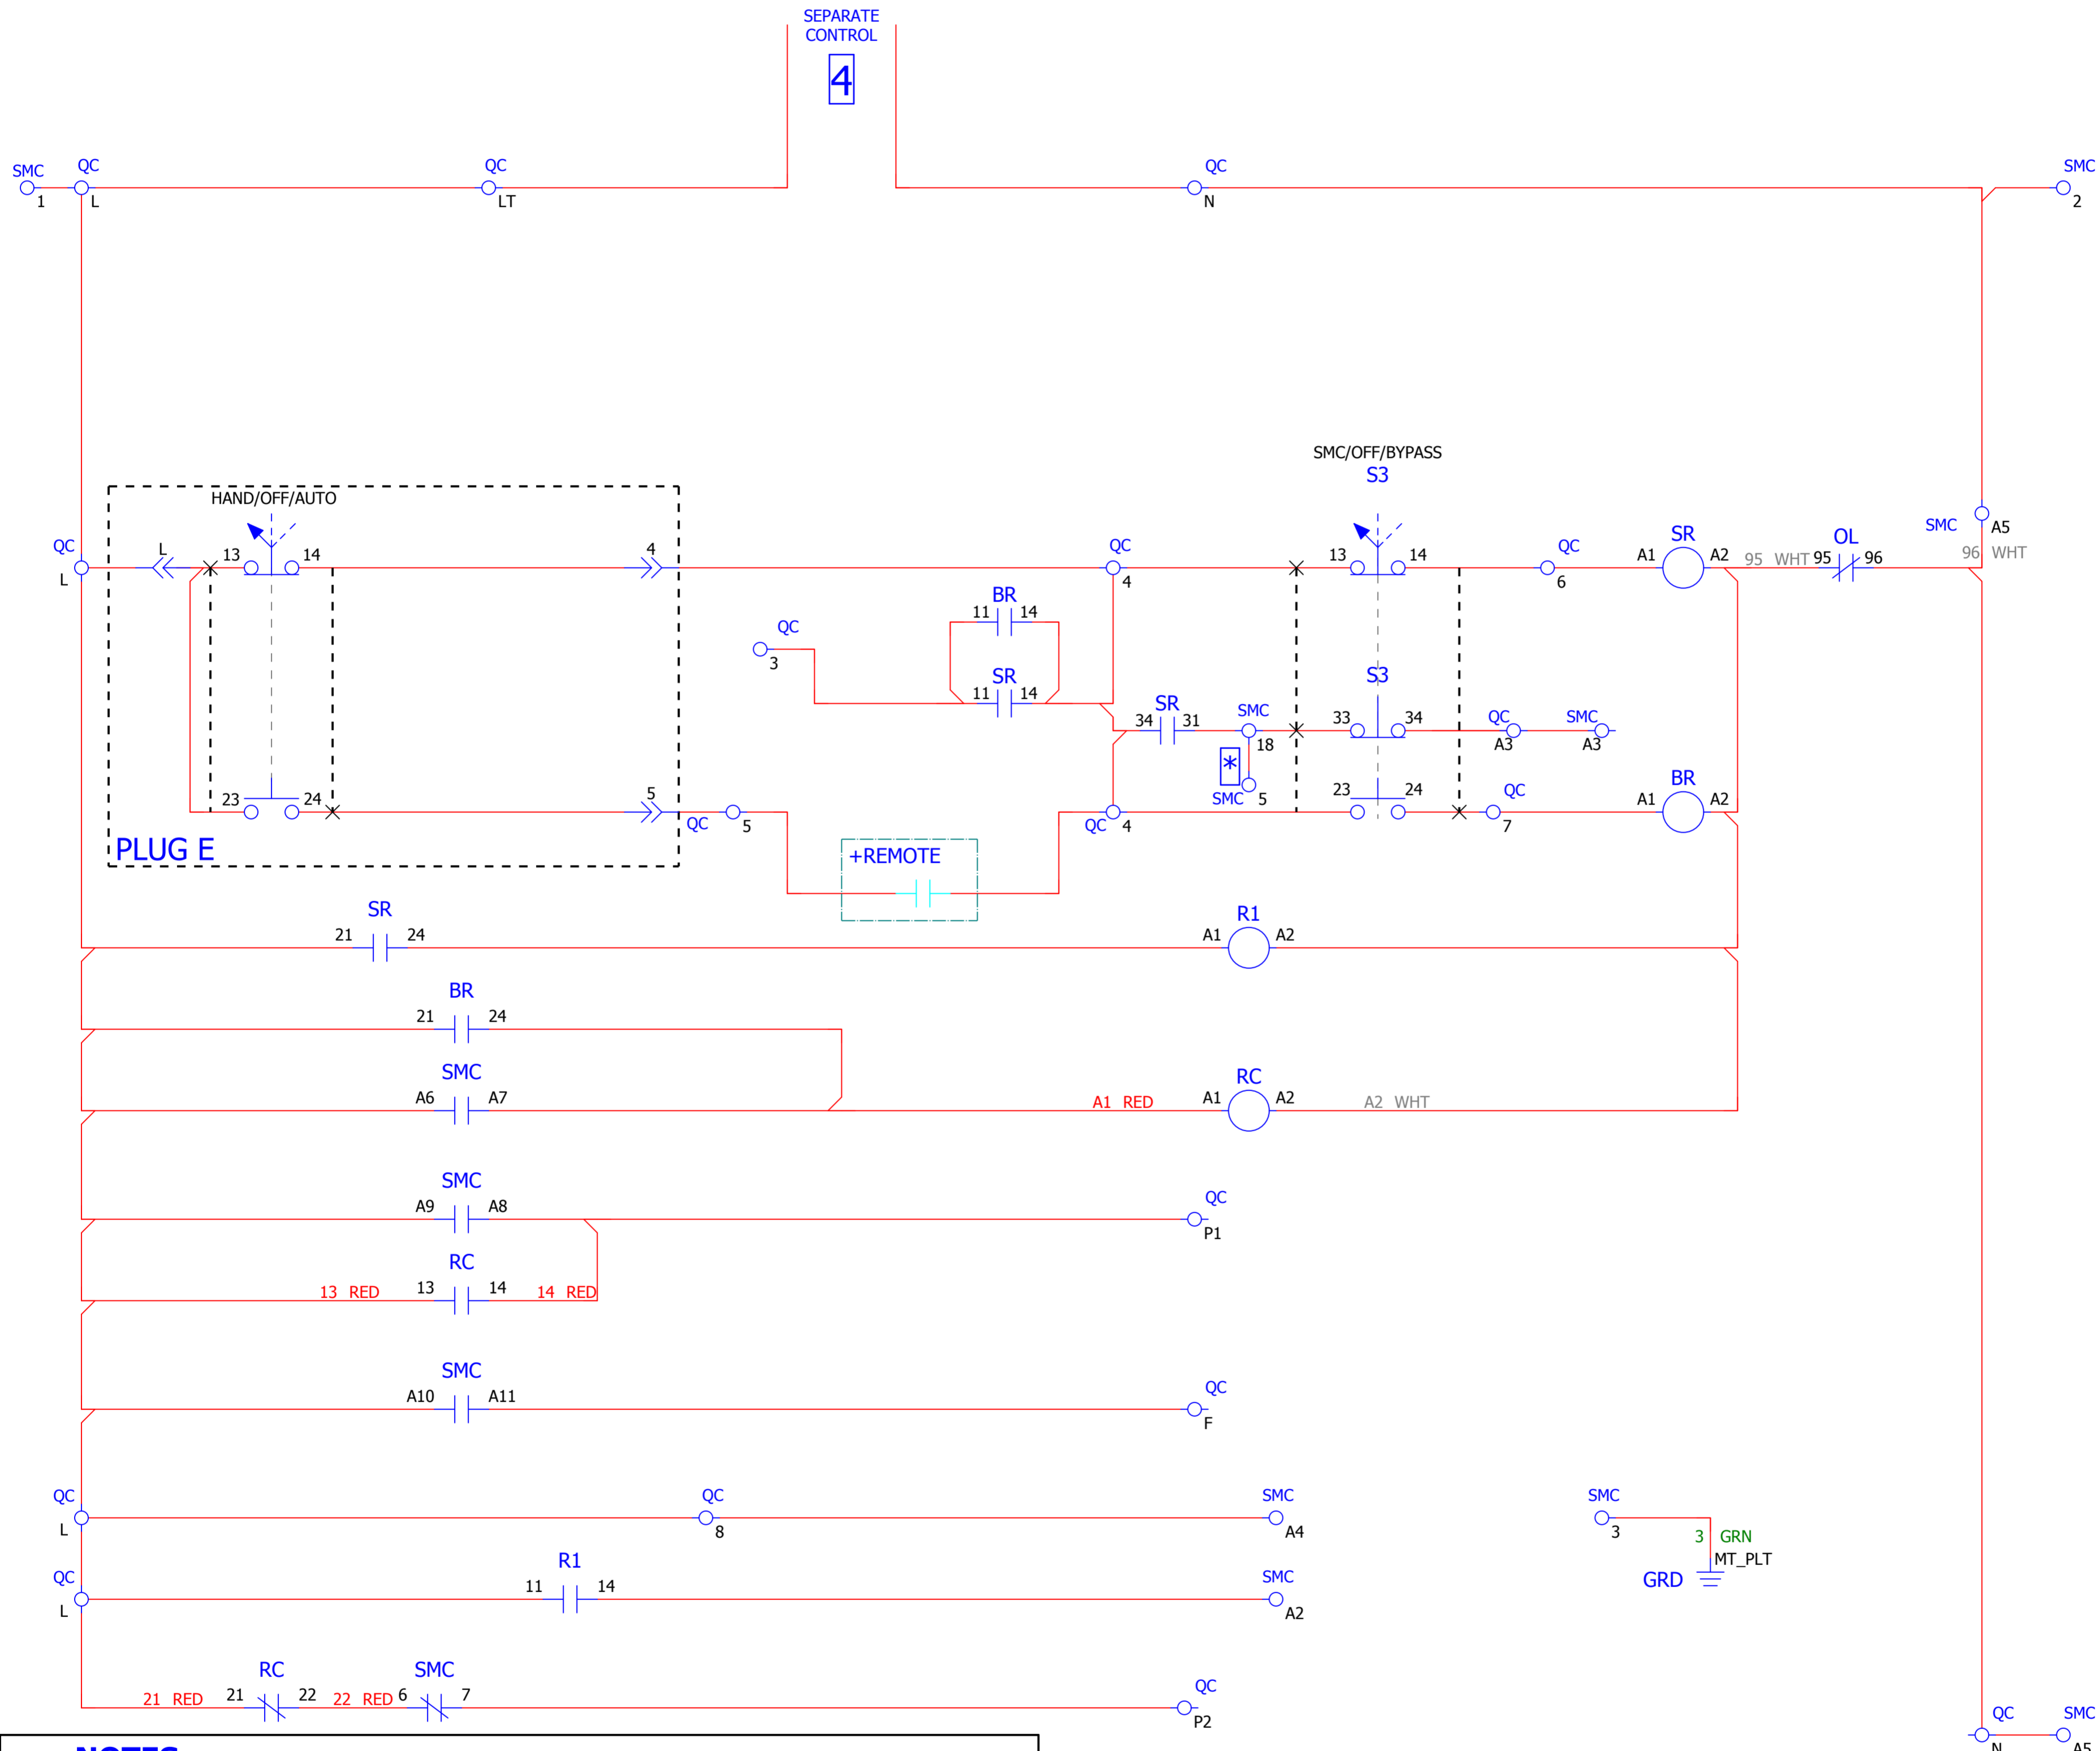 SEPARATE
CONTROL
4
SMC
1
QC
L
QC
LT
QC
N
SMC
2
SMC/OFF/BYPASS
S3
HAND/OFF/AUTO
QC
L
L
13
14
4
QC
4
13
14
QC
6
SR
A1
A2
95 WHT
95
OL
96
SMC
A5
96 WHT
BR
11
14
QC
3
SR
11
14
SR
34
31
SMC
18
S3
33
34
QC
A3
SMC
A3
*
SMC
5
23
24
5
QC
5
QC
4
23
24
QC
7
BR
A1
A2
PLUG E
+REMOTE
SR
21
24
R1
A1
A2
BR
21
24
SMC
A6
A7
A1 RED
RC
A1
A2
A2 WHT
SMC
A9
A8
QC
P1
RC
13 RED
13
14
14 RED
SMC
A10
A11
QC
F
QC
L
QC
8
SMC
A4
SMC
3
3 GRN
MT_PLT
GRD
QC
L
R1
11
14
SMC
A2
RC
21 RED
21
22
22 RED
SMC
6
7
QC
P2
QC
N
SMC
A5
NOTES